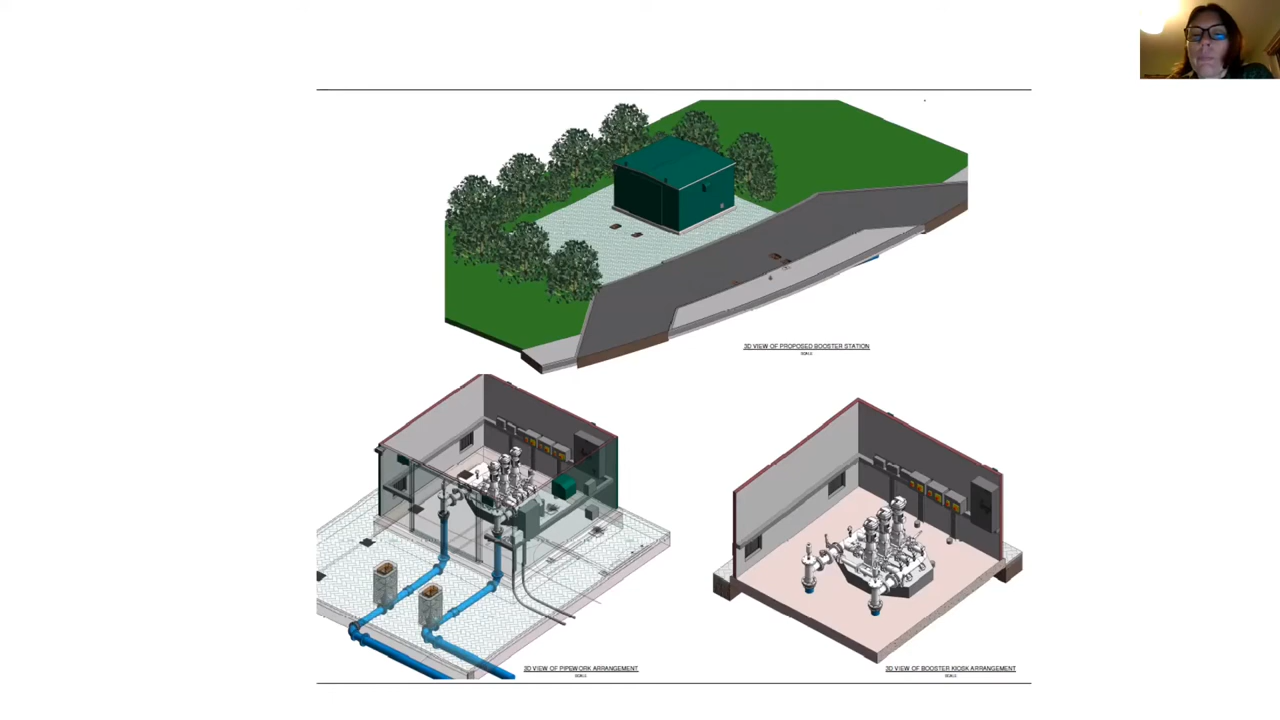 3D VIEW OF PROPOSED BOOSTER STATION
3D VIEW OF PIPEWORK ARRANGEMENT
3D VIEW OF BOOSTER KIOSK ARRANGEMENT